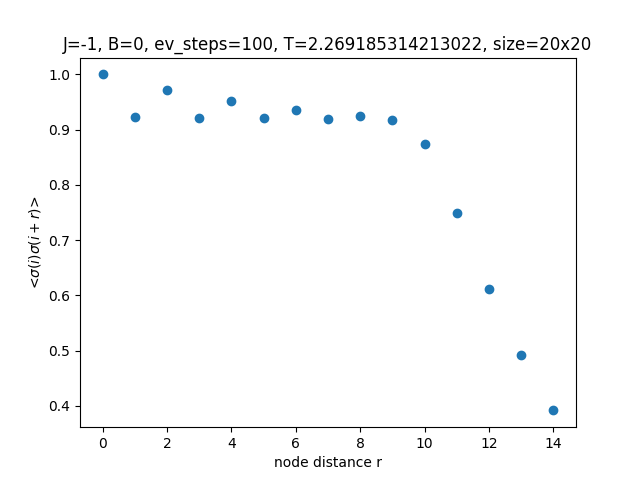 J=-1, B=0, ev_steps=100, T=2.269185314213022, size=20x20
1.0
0.9
0.8
0.7
0.6
0.5
0.4
<σ(i)σ(i + r)>
0 2 4 6 8 10 12 14
node distance r